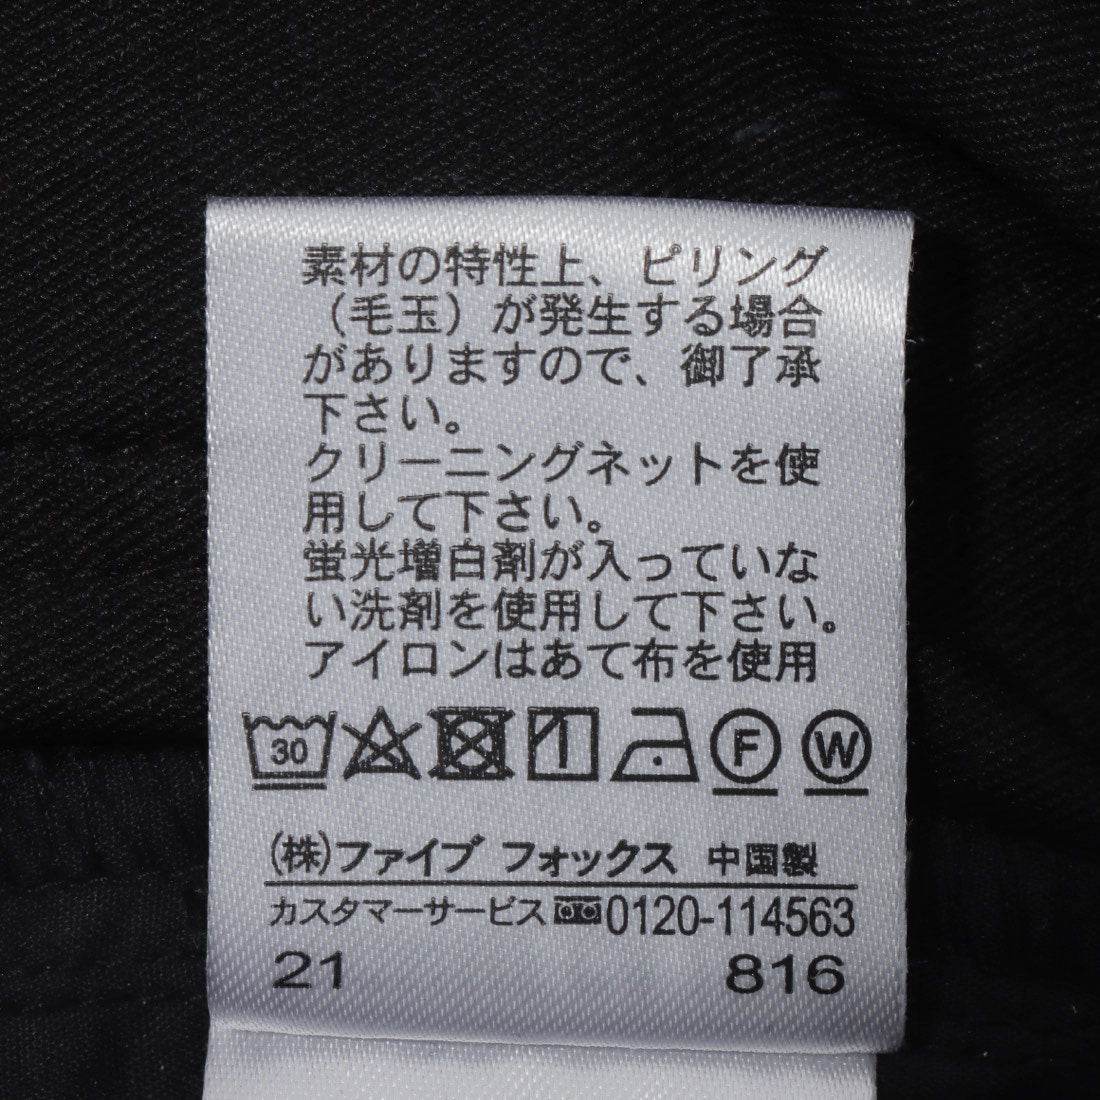 素材の特性上、ピリング
（毛玉）が発生する場合
がありますので、御了承
下さい。
クリーニングネットを使
用して下さい。
蛍光増白剤が入っていな
い洗剤を使用して下さい。
アイロンはあて布を使用
30 F W
(株)ファイブ フォックス 中国製
カスタマーサービス 0120-114563
21 816